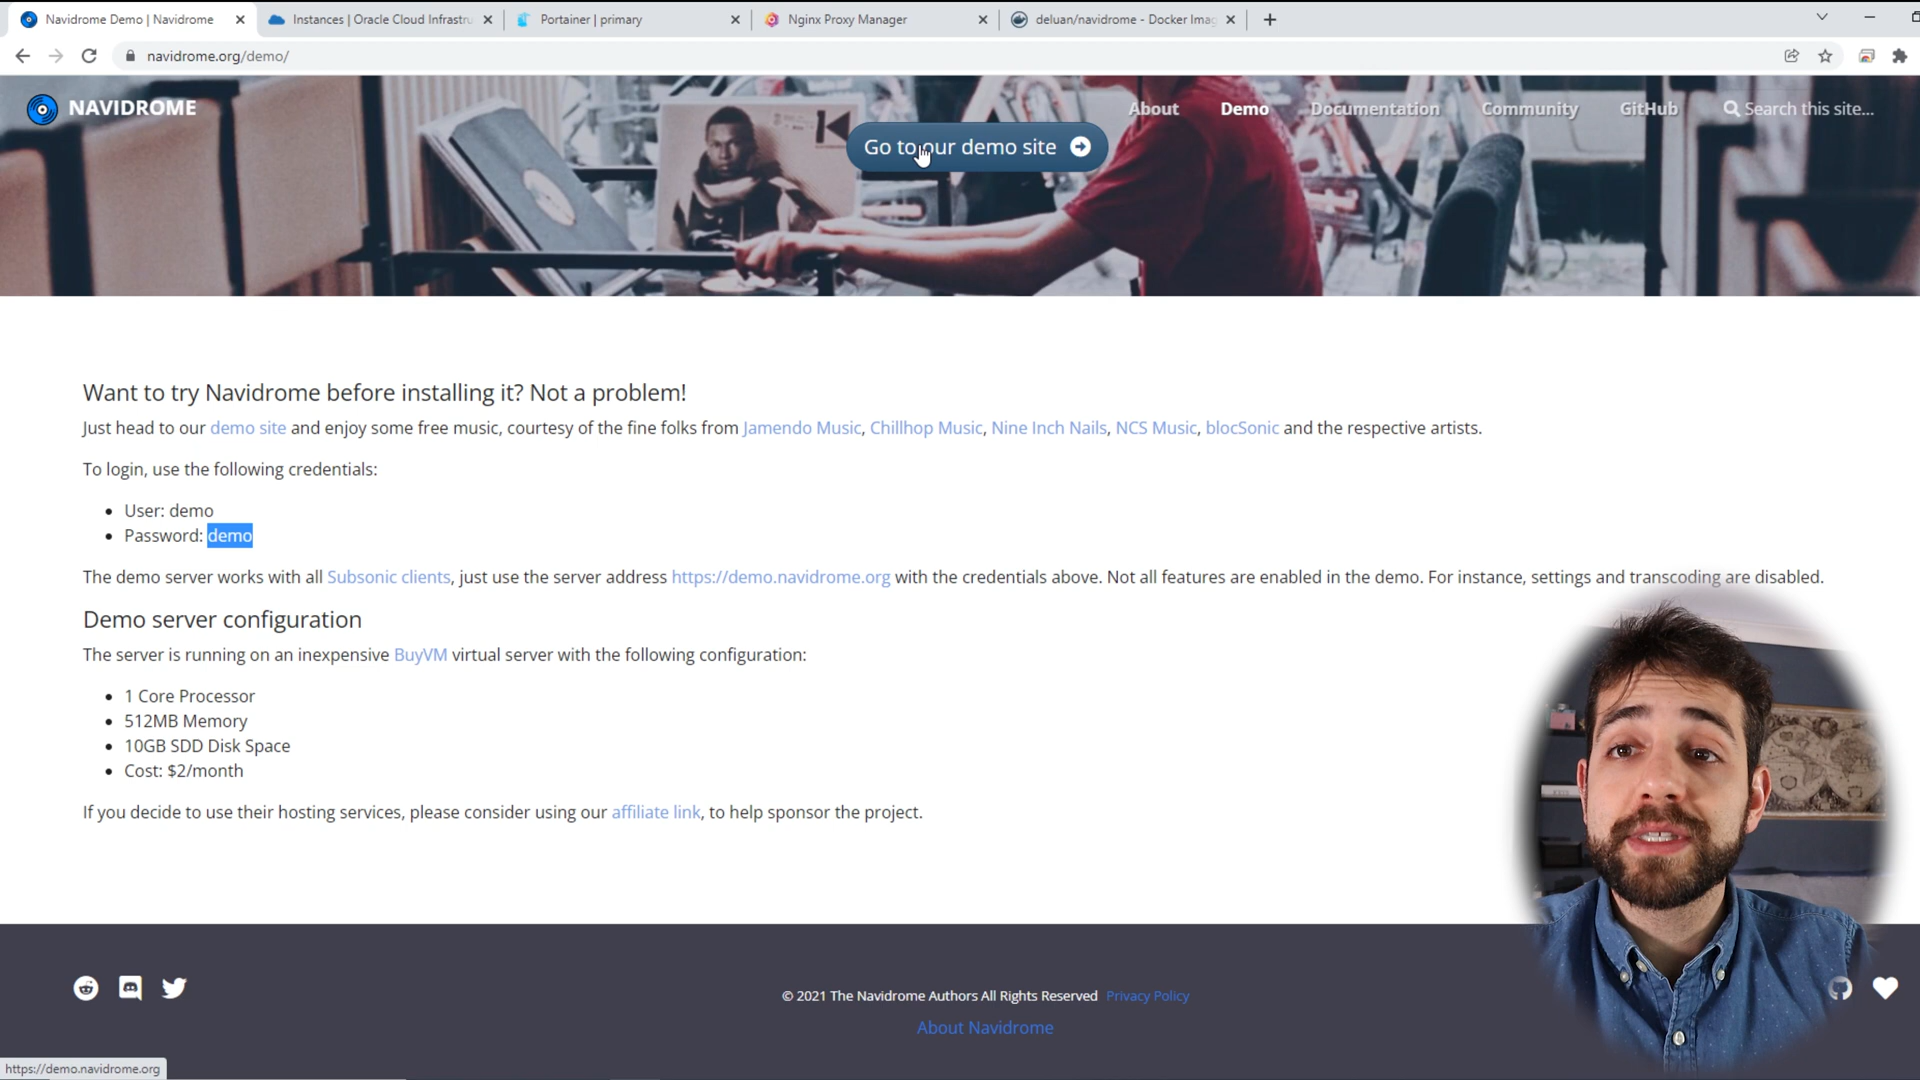 Navidrome Demo | Navidrome
Instances | Oracle Cloud Infrastru
Portainer | primary
Nginx Proxy Manager
deluan/navidrome - Docker Imag
navidrome.org/demo/
NAVIDROME
About
Demo
Documentation
Community
GitHub
Search this site...
Go to our demo site
Want to try Navidrome before installing it? Not a problem!
Just head to our demo site and enjoy some free music, courtesy of the fine folks from Jamendo Music, Chillhop Music, Nine Inch Nails, NCS Music, blocSonic and the respective artists.
To login, use the following credentials:
User: demo
Password: demo
The demo server works with all Subsonic clients, just use the server address https://demo.navidrome.org with the credentials above. Not all features are enabled in the demo. For instance, settings and transcoding are disabled.
Demo server configuration
The server is running on an inexpensive BuyVM virtual server with the following configuration:
1 Core Processor
512MB Memory
10GB SDD Disk Space
Cost: $2/month
If you decide to use their hosting services, please consider using our affiliate link, to help sponsor the project.
© 2021 The Navidrome Authors All Rights Reserved Privacy Policy
About Navidrome
https://demo.navidrome.org